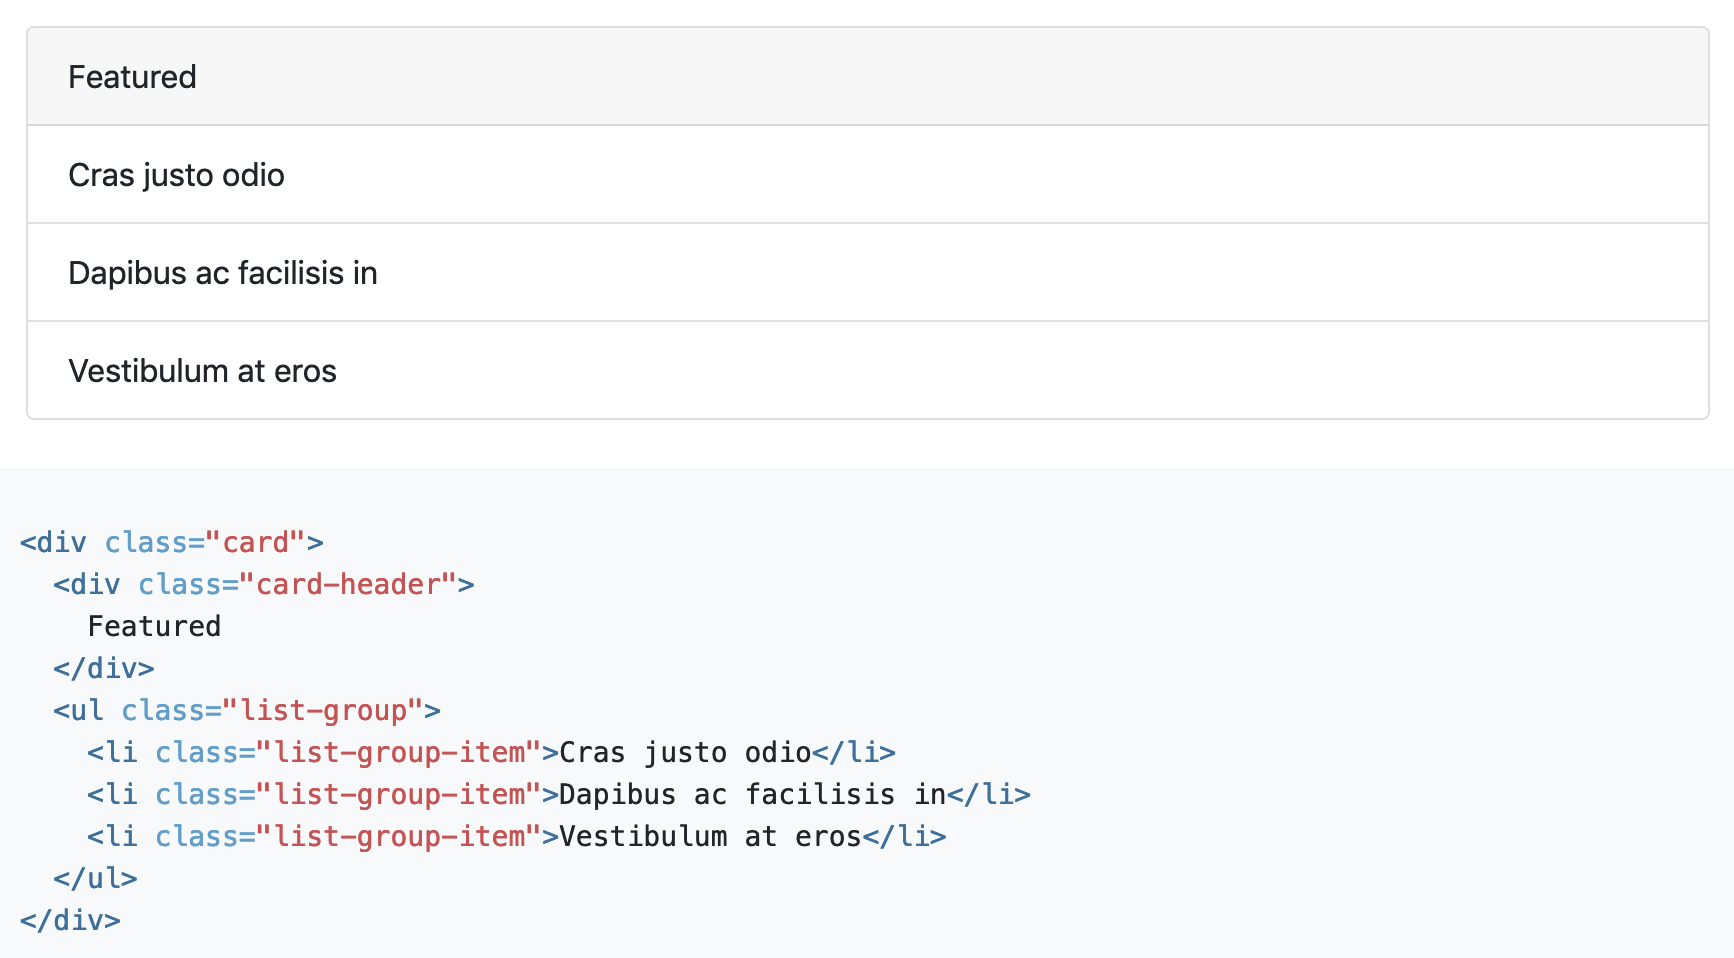 Featured
Cras justo odio
Dapibus ac facilisis in
Vestibulum at eros
<div class="card">
  <div class="card-header">
    Featured
  </div>
  <ul class="list-group">
    <li class="list-group-item">Cras justo odio</li>
    <li class="list-group-item">Dapibus ac facilisis in</li>
    <li class="list-group-item">Vestibulum at eros</li>
  </ul>
</div>